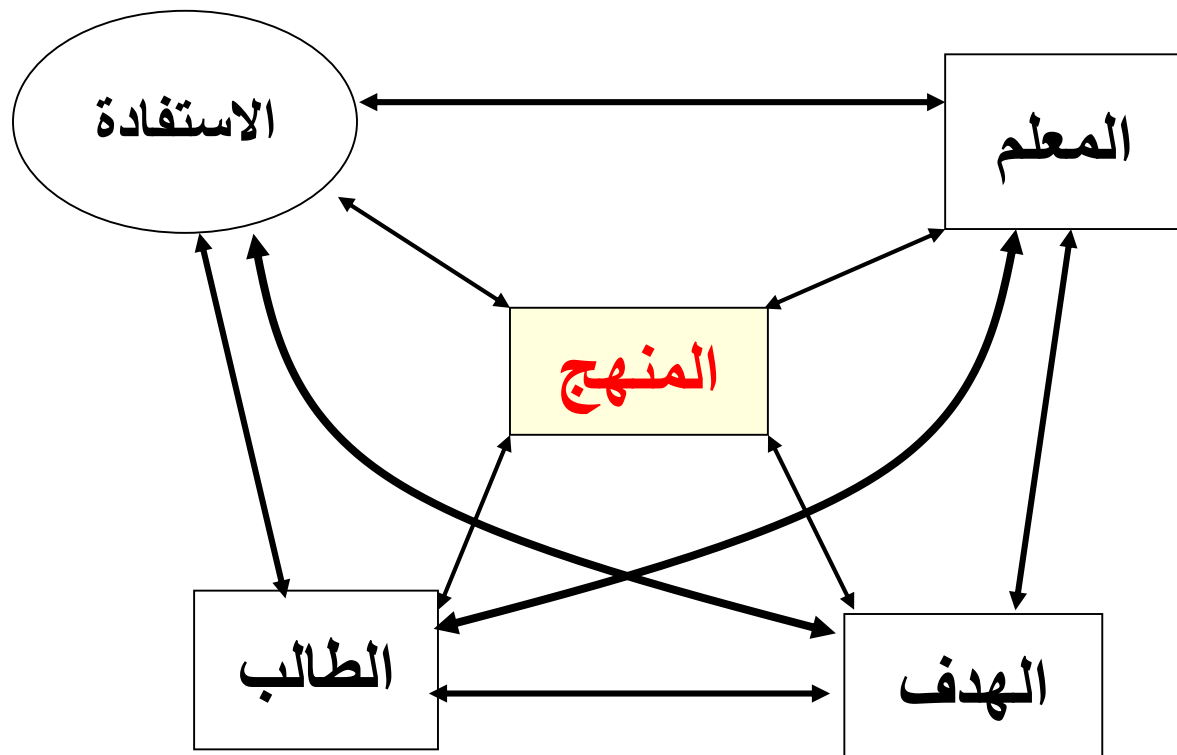 المعلم
الاستفادة
المنهج
الهدف
الطالب